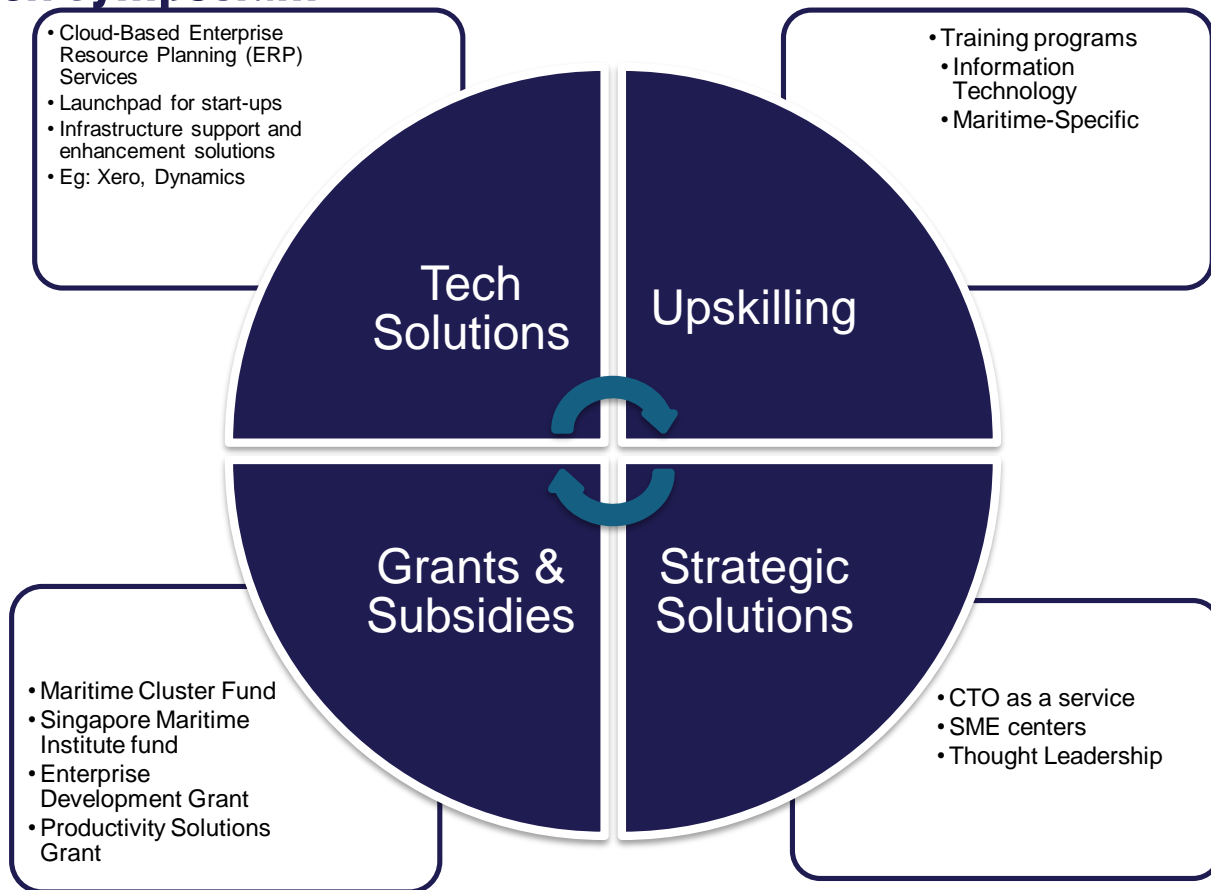 • Cloud-Based Enterprise
Resource Planning (ERP)
Services
• Launchpad for start-ups
• Infrastructure support and
enhancement solutions
• Eg: Xero, Dynamics
• Training programs
• Information
Technology
• Maritime-Specific
Tech
Solutions
Upskilling
Grants &
Subsidies
Strategic
Solutions
• Maritime Cluster Fund
• Singapore Maritime
Institute fund
• Enterprise
Development Grant
• Productivity Solutions
Grant
• CTO as a service
• SME centers
• Thought Leadership